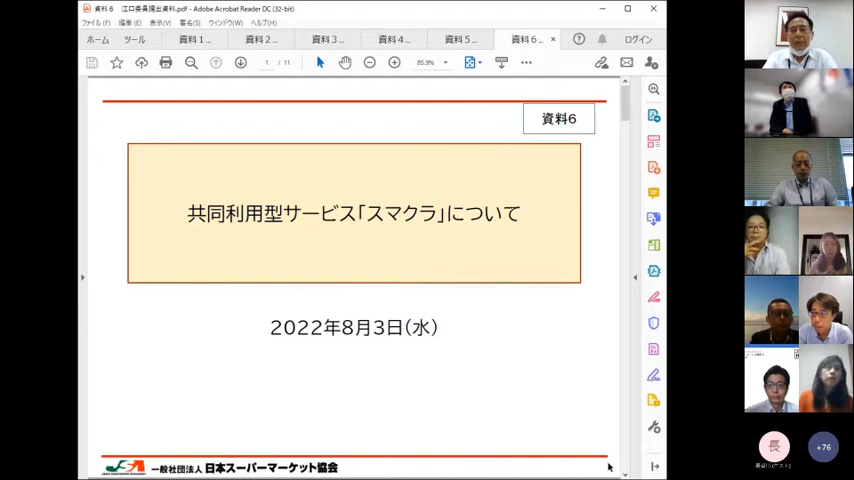 資料６ 江口委員提出資料.pdf - Adobe Acrobat Reader DC (32-bit)
ファイル(F) 編集(E) 表示(V) 署名(S) ウィンドウ(W) ヘルプ(H)
ホーム ツール 資料１... 資料２... 資料３... 資料４... 資料５... 資料６... × ログイン
1 / 11 85.9%
資料6
共同利用型サービス「スマクラ」について
2022年8月3日(水)
一般社団法人 日本スーパーマーケット協会
長
+76